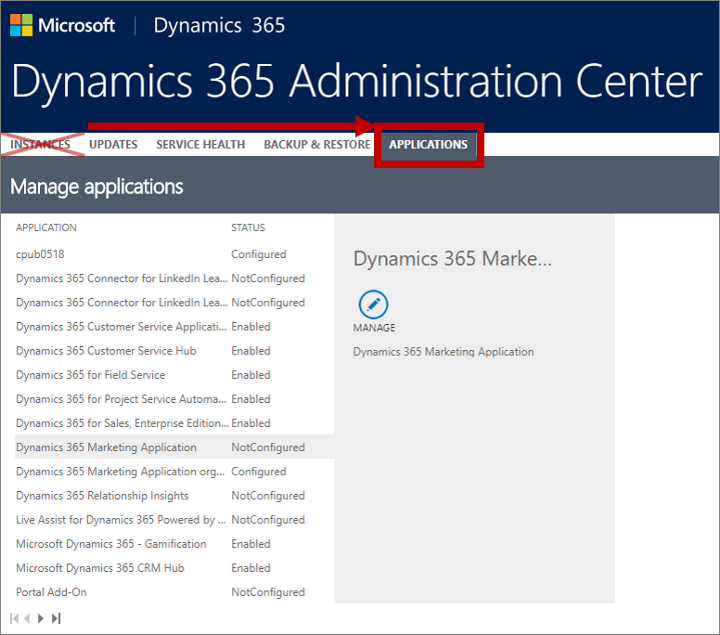 Microsoft | Dynamics 365
Dynamics 365 Administration Center
INSTANCES UPDATES SERVICE HEALTH BACKUP & RESTORE APPLICATIONS
Manage applications
APPLICATION STATUS
cpub0518 Configured
Dynamics 365 Connector for LinkedIn Lea... NotConfigured
Dynamics 365 Connector for LinkedIn Lea... NotConfigured
Dynamics 365 Customer Service Applicati... Enabled
Dynamics 365 Customer Service Hub Enabled
Dynamics 365 for Field Service Enabled
Dynamics 365 for Project Service Automa... Enabled
Dynamics 365 for Sales, Enterprise Edition... Enabled
Dynamics 365 Marketing Application NotConfigured
Dynamics 365 Marketing Application org... Configured
Dynamics 365 Relationship Insights NotConfigured
Live Assist for Dynamics 365 Powered by ... NotConfigured
Microsoft Dynamics 365 - Gamification Enabled
Microsoft Dynamics 365 CRM Hub Enabled
Portal Add-On NotConfigured
Dynamics 365 Marke...
MANAGE
Dynamics 365 Marketing Application